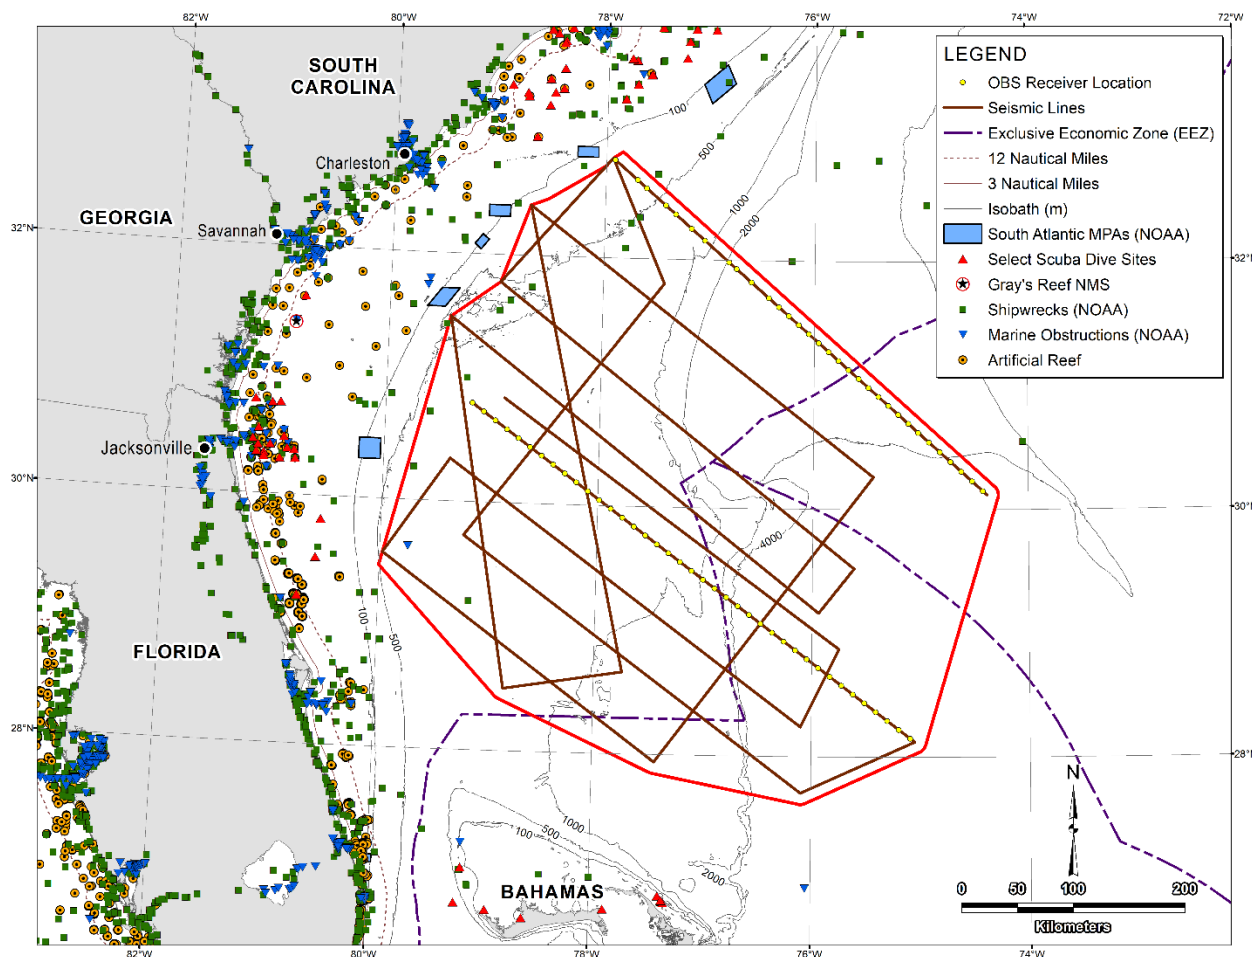 82°W
80°W
78°W
76°W
74°W
72°W
SOUTH
CAROLINA
Charleston
GEORGIA
Savannah
32°N
32°N
Jacksonville
30°N
30°N
FLORIDA
28°N
28°N
BAHAMAS
100
500
1000
2000
4000
100
500
100
500
1000
2000
LEGEND
OBS Receiver Location
Seismic Lines
Exclusive Economic Zone (EEZ)
12 Nautical Miles
3 Nautical Miles
Isobath (m)
South Atlantic MPAs (NOAA)
Select Scuba Dive Sites
Gray's Reef NMS
Shipwrecks (NOAA)
Marine Obstructions (NOAA)
Artificial Reef
N
0 50 100 200
Kilometers
82°W
80°W
78°W
76°W
74°W